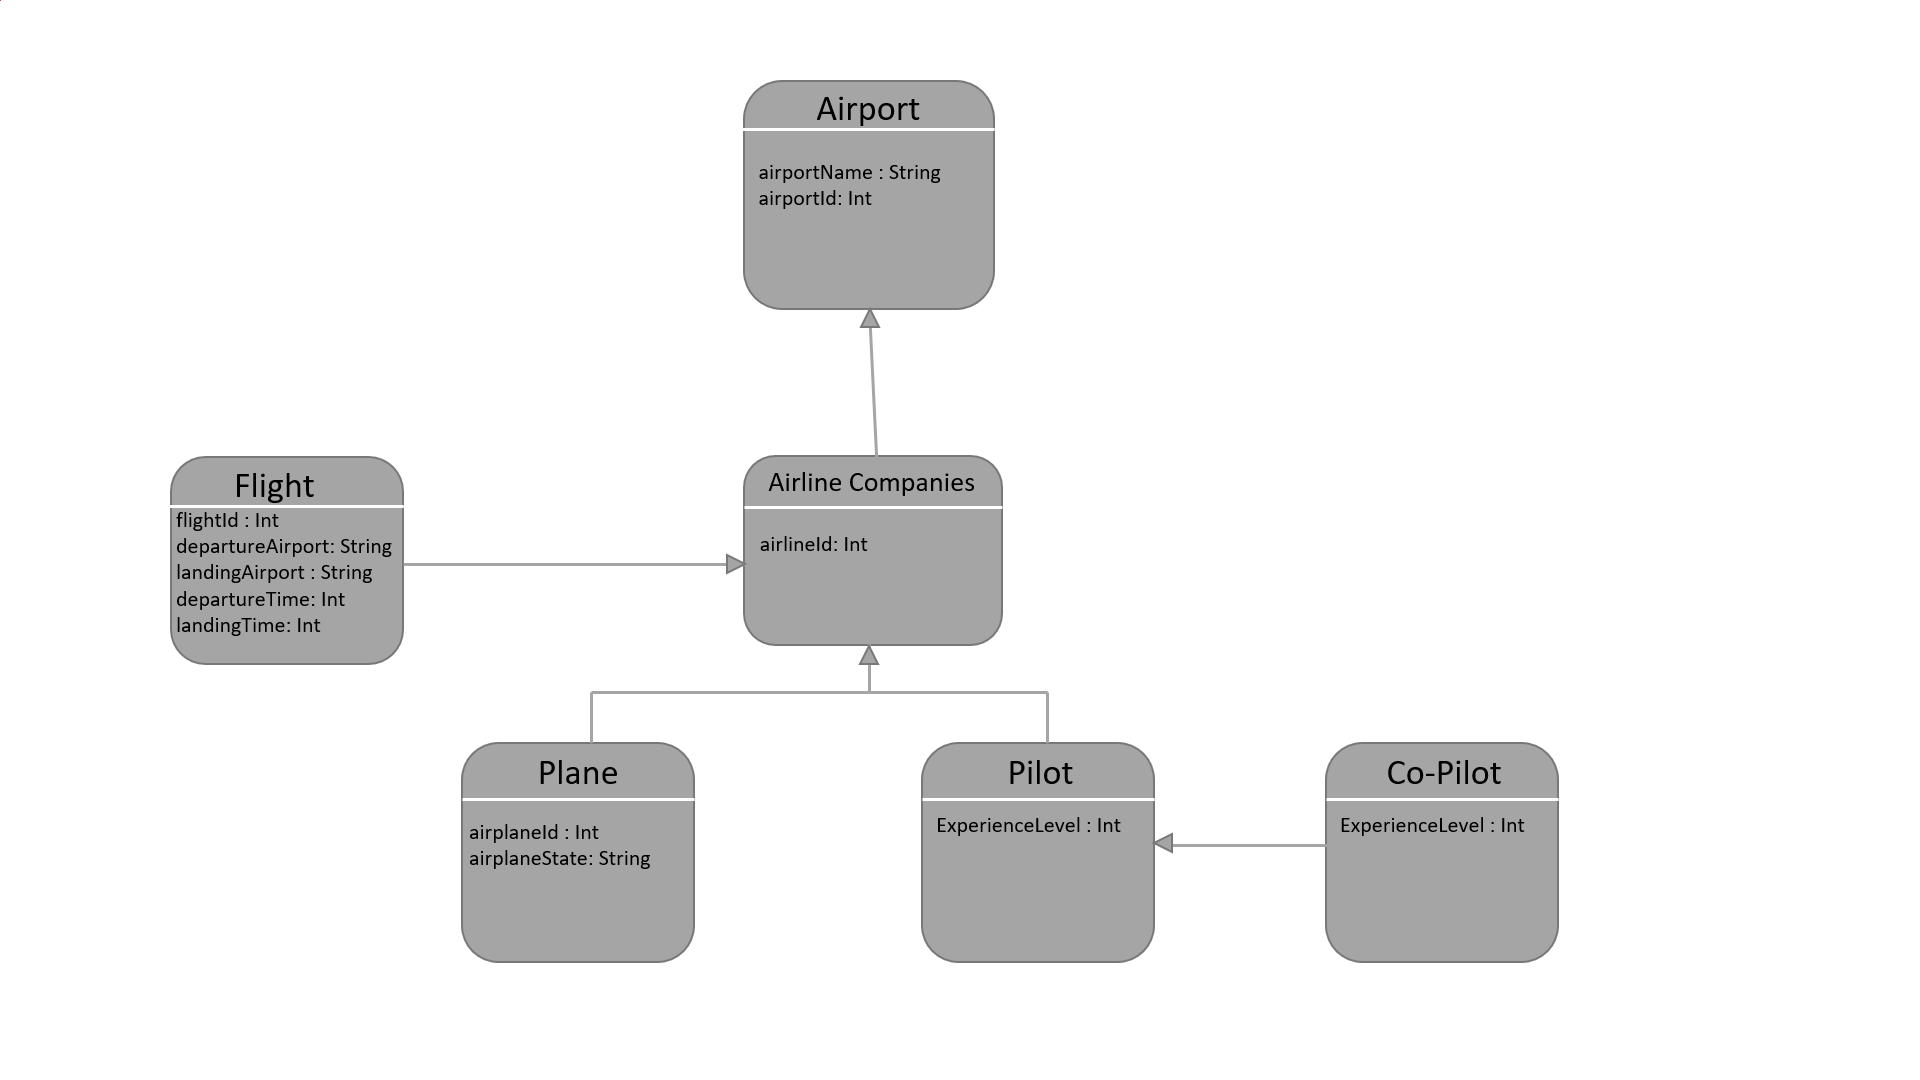 Airport
airportName : String
airportId: Int
Flight
flightId : Int
departureAirport: String
landingAirport : String
departureTime: Int
landingTime: Int
Airline Companies
airlineId: Int
Plane
airplaneId : Int
airplaneState: String
Pilot
ExperienceLevel : Int
Co-Pilot
ExperienceLevel : Int